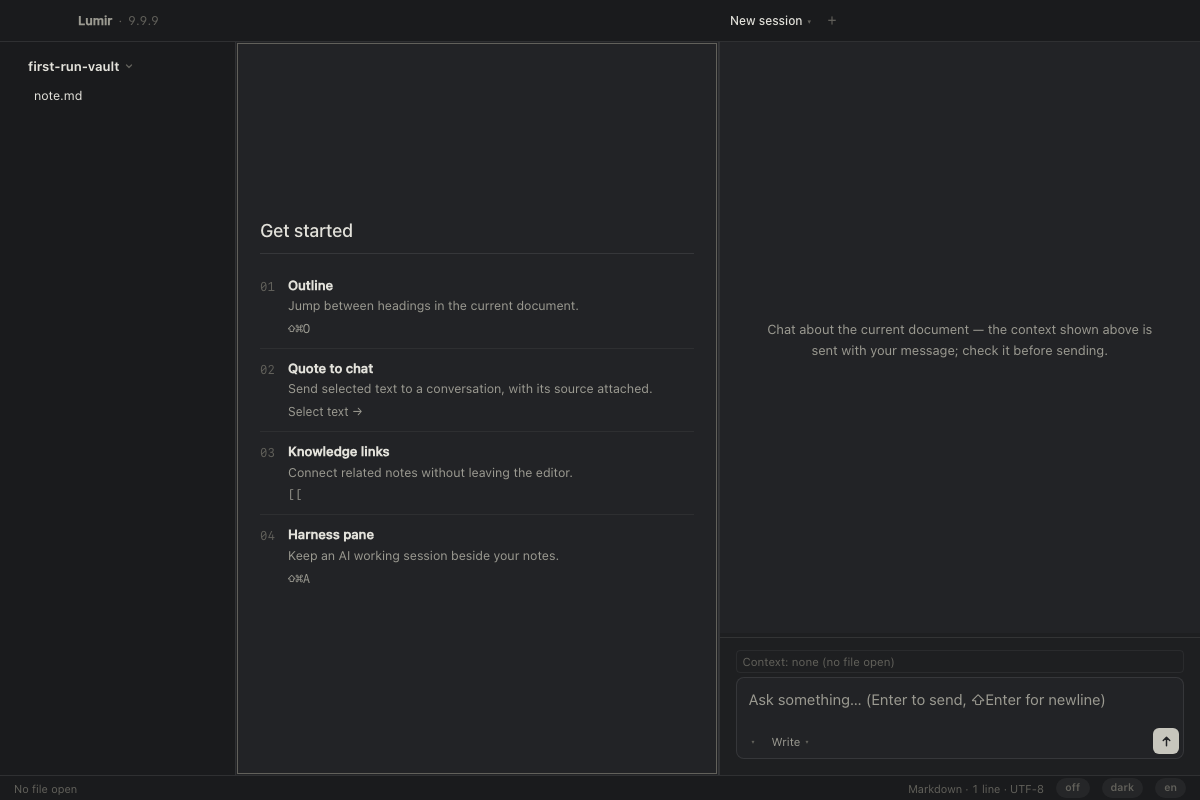 Lumir · 9.9.9
New session
first-run-vault
note.md
Get started
01 Outline
Jump between headings in the current document.
⇧⌘O
02 Quote to chat
Send selected text to a conversation, with its source attached.
Select text →
03 Knowledge links
Connect related notes without leaving the editor.
[[
04 Harness pane
Keep an AI working session beside your notes.
⇧⌘A
Chat about the current document — the context shown above is
sent with your message; check it before sending.
Context: none (no file open)
Ask something... (Enter to send, ⇧Enter for newline)
Write
No file open
Markdown · 1 line · UTF-8 off dark en